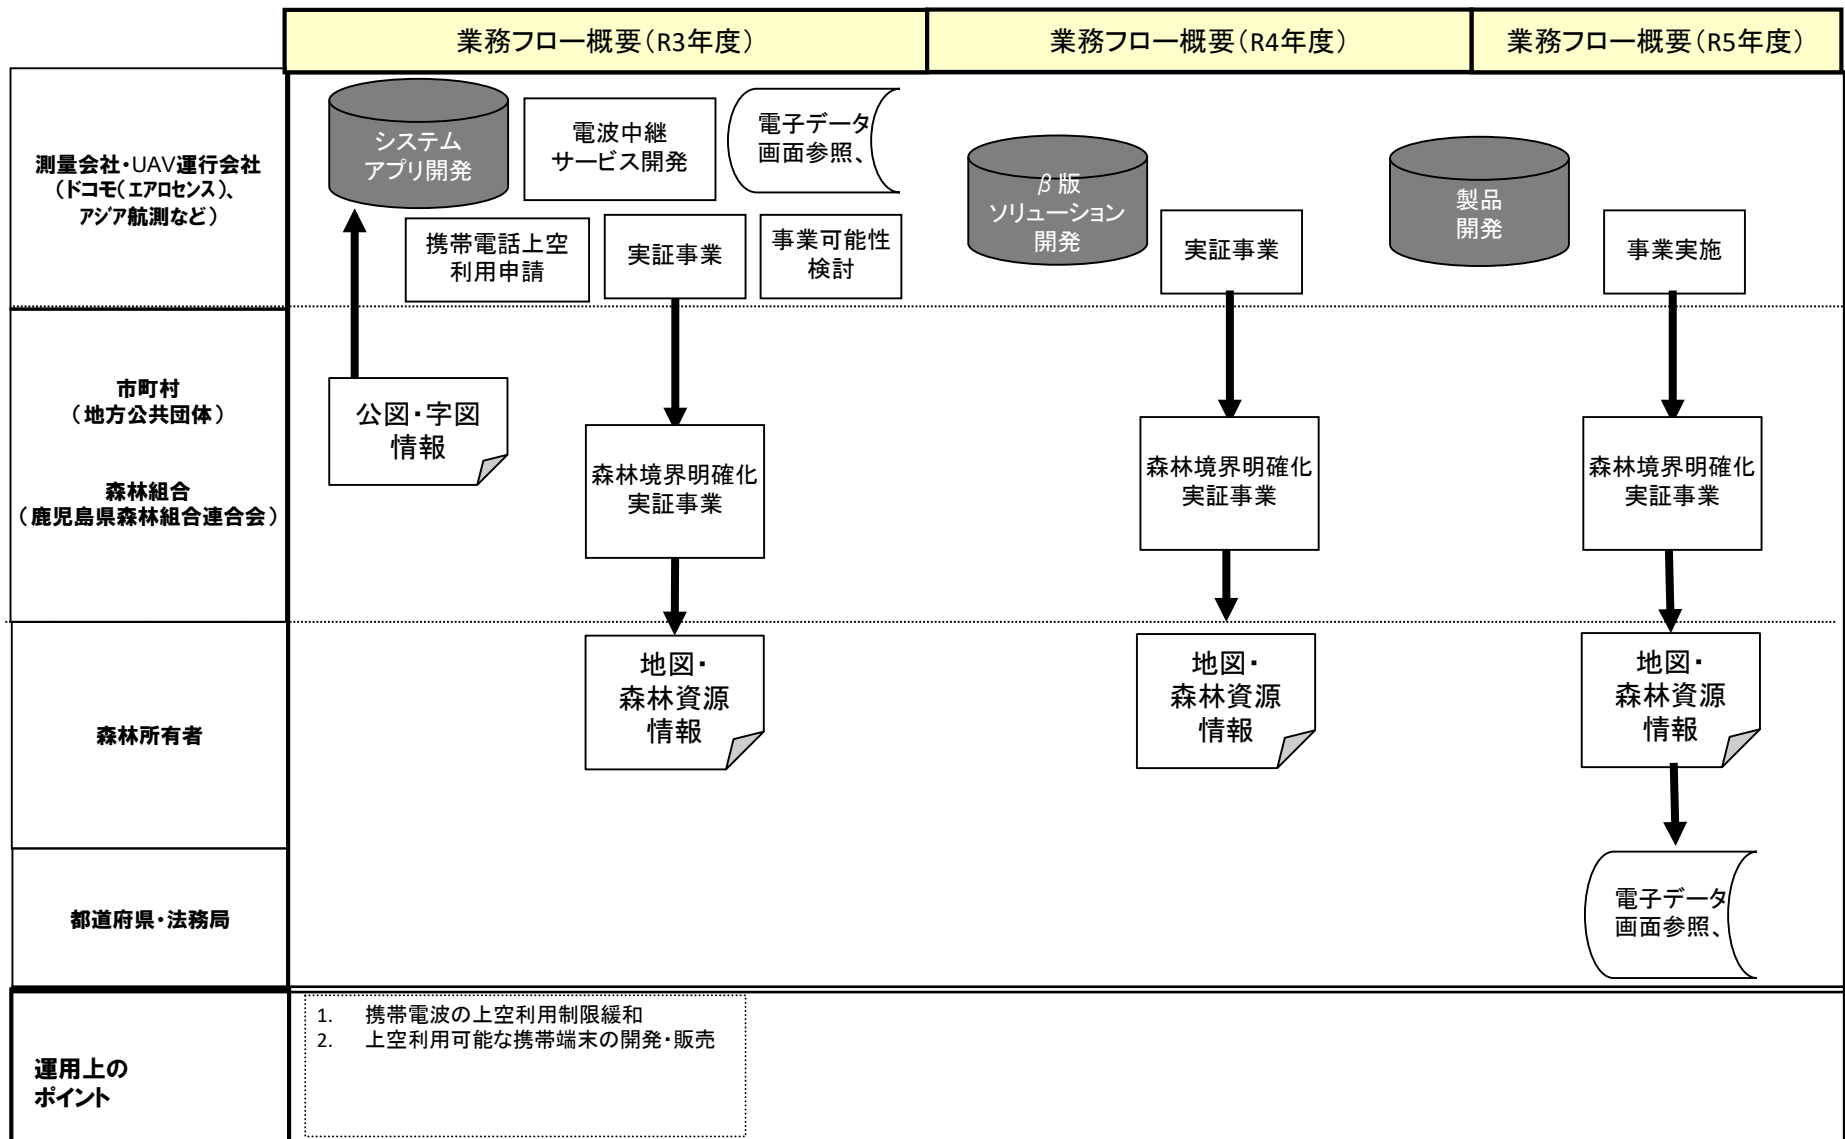 業務フロー概要（R3年度）
業務フロー概要（R4年度）
業務フロー概要（R5年度）
測量会社・UAV運行会社
（ドコモ（エアロセンス）、
アジア航測など）
システム
アプリ開発
電波中継
サービス開発
電子データ
画面参照、
携帯電話上空
利用申請
実証事業
事業可能性
検討
β版
ソリューション
開発
実証事業
製品
開発
事業実施
市町村
（地方公共団体）
森林組合
（鹿児島県森林組合連合会）
公図・字図
情報
森林境界明確化
実証事業
森林境界明確化
実証事業
森林境界明確化
実証事業
森林所有者
地図・
森林資源
情報
地図・
森林資源
情報
地図・
森林資源
情報
都道府県・法務局
電子データ
画面参照、
運用上の
ポイント
1. 携帯電波の上空利用制限緩和
2. 上空利用可能な携帯端末の開発・販売